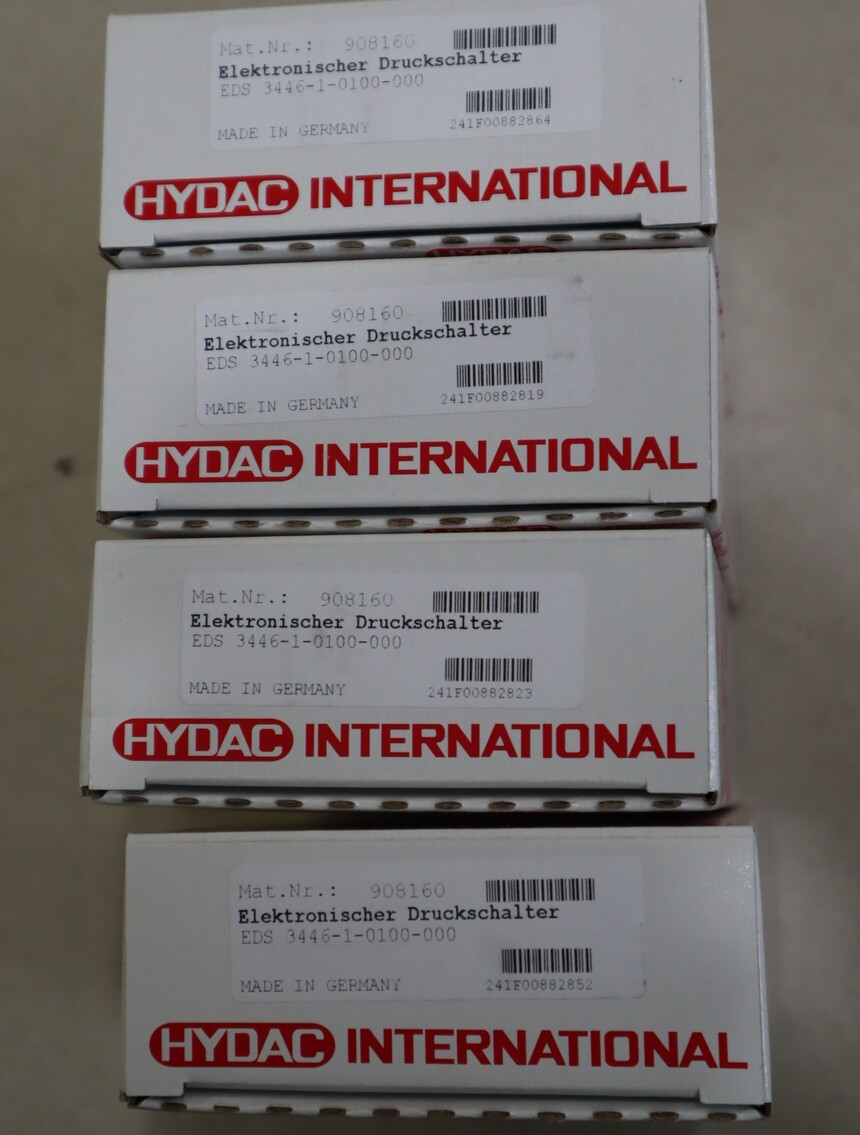 Mat.Nr.: 908160
Elektronischer Druckschalter
EDS 3446-1-0100-000
241F00882864
MADE IN GERMANY
HYDAC INTERNATIONAL
HYDAC
Mat.Nr.: 908160
Elektronischer Druckschalter
EDS 3446-1-0100-000
241F00882819
MADE IN GERMANY
HYDAC INTERNATIONAL
HYDAC
Mat.Nr.: 908160
Elektronischer Druckschalter
EDS 3446-1-0100-000
241F00882823
MADE IN GERMANY
HYDAC INTERNATIONAL
Mat.Nr.: 908160
Elektronischer Druckschalter
EDS 3446-1-0100-000
241F00882852
MADE IN GERMANY
HYDAC INTERNATIONAL